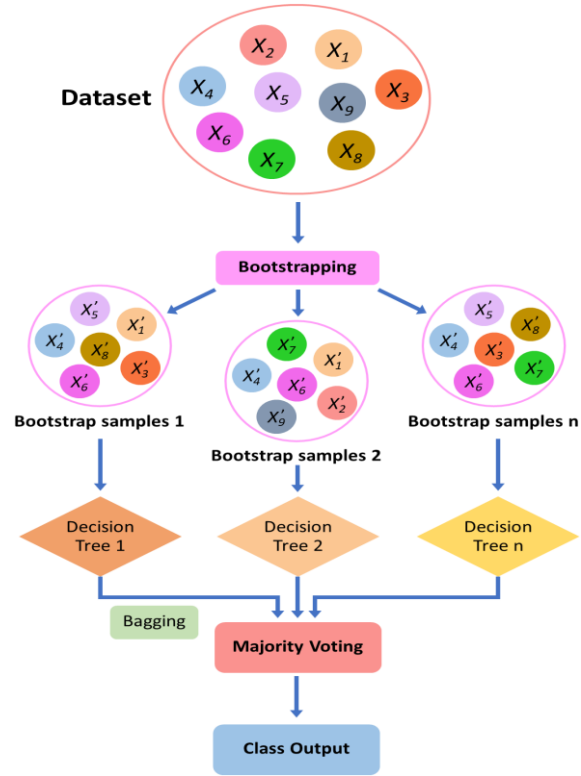 Dataset
X2
X1
X4
X5
X9
X3
X6
X7
X8
Bootstrapping
X′5
X′1
X′4
X′8
X′3
X′6
Bootstrap samples 1
X′7
X′1
X′4
X′6
X′2
X′9
Bootstrap samples 2
X′5
X′8
X′4
X′3
X′7
X′6
Bootstrap samples n
Decision
Tree 1
Decision
Tree 2
Decision
Tree n
Bagging
Majority Voting
Class Output